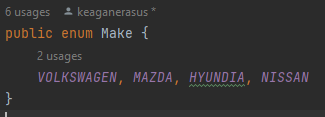 6 usages keaganerasus *
public enum Make {
2 usages
VOLKSWAGEN, MAZDA, HYUNDIA, NISSAN
}